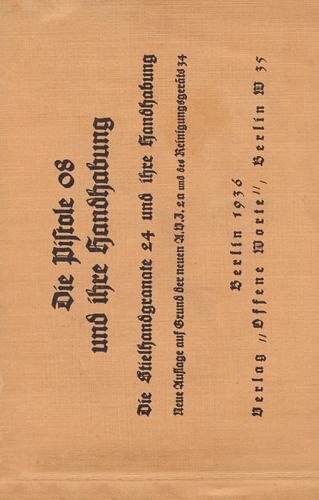 Die Pistole 08
und ihre Handhabung
Die Stielhandgranate 24 und ihre Handhabung
Neue Auflage auf Grund der neuen A.V.I. 2a und des Reinigungsgeräts 34
Berlin 1936
Verlag „Offene Worte“, Berlin W 35